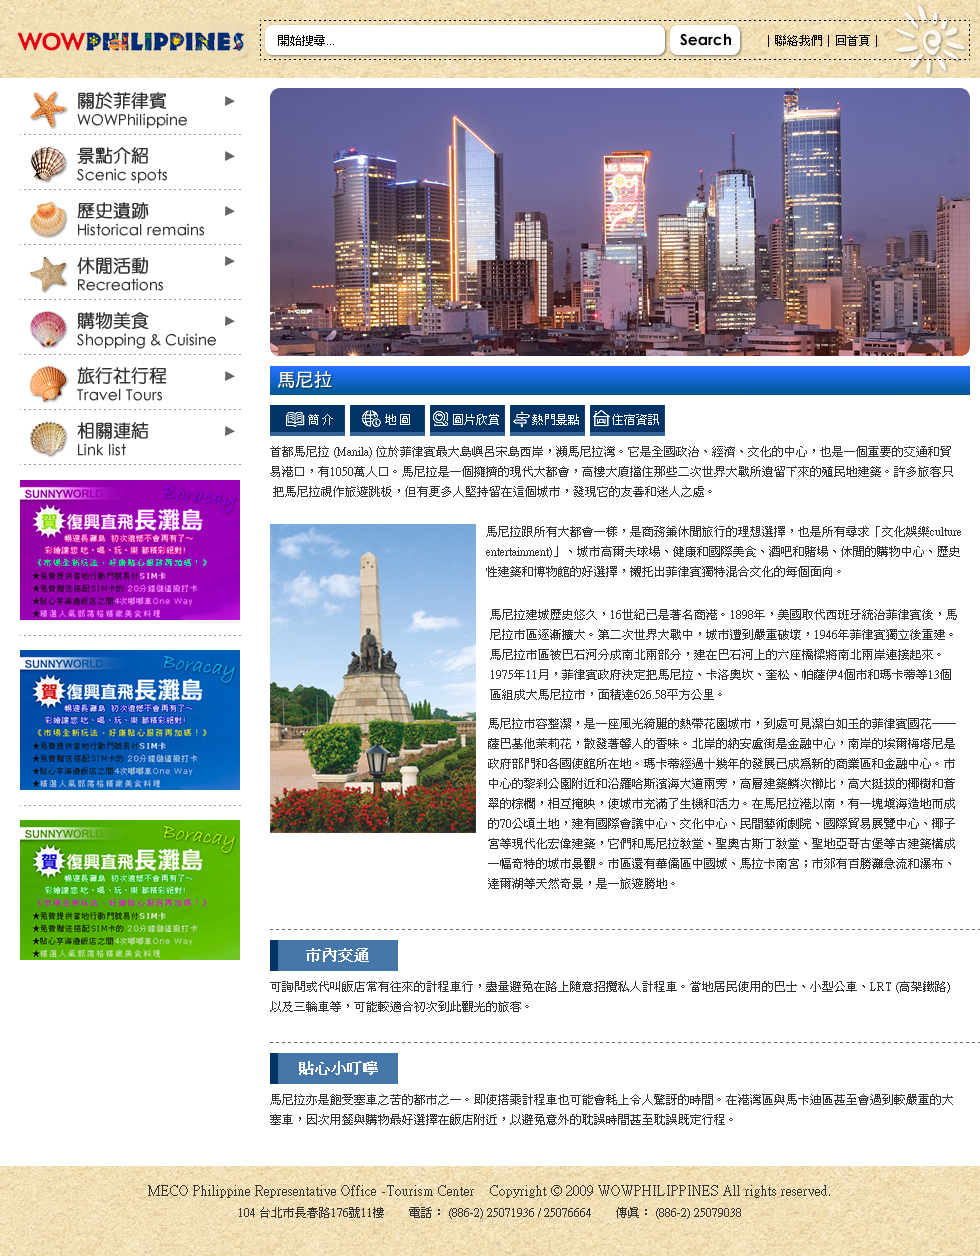 WOWPHILIPPINES
開始搜尋...
Search
| 聯絡我們 | 回首頁 |
關於菲律賓
WOWPhilippine
景點介紹
Scenic spots
歷史遺跡
Historical remains
休閒活動
Recreations
購物美食
Shopping & Cuisine
旅行社行程
Travel Tours
相關連結
Link list
SUNNYWORLD Boracay
賀 復興直飛長灘島
暢遊長灘島 初次遊想不會再有了~
彩繪讓您 吃、喝、玩、樂 都精彩絕對!
《市場全新玩法，好康貼心服務再加碼！》
★免費提供當地行動門號易付SIM卡
★免費贈送搭配SIM卡的 20分鐘儲值撥打卡
★貼心享海邊飯店之間4次嘟嘟車One Way
★精選人氣部落格精緻美食料理
SUNNYWORLD Boracay
賀 復興直飛長灘島
暢遊長灘島 初次遊想不會再有了~
彩繪讓您 吃、喝、玩、樂 都精彩絕對!
《市場全新玩法，好康貼心服務再加碼！》
★免費提供當地行動門號易付SIM卡
★免費贈送搭配SIM卡的 20分鐘儲值撥打卡
★貼心享海邊飯店之間4次嘟嘟車One Way
★精選人氣部落格精緻美食料理
SUNNYWORLD Boracay
賀 復興直飛長灘島
暢遊長灘島 初次遊想不會再有了~
彩繪讓您 吃、喝、玩、樂 都精彩絕對!
《市場全新玩法，好康貼心服務再加碼！》
★免費提供當地行動門號易付SIM卡
★免費贈送搭配SIM卡的 20分鐘儲值撥打卡
★貼心享海邊飯店之間4次嘟嘟車One Way
★精選人氣部落格精緻美食料理
馬尼拉
簡介 地圖 圖片欣賞 熱門景點 住宿資訊
首都馬尼拉 (Manila) 位於菲律賓最大島嶼呂宋島西岸，瀕馬尼拉灣。它是全國政治、經濟、文化的中心，也是一個重要的交通和貿
易港口，有1050萬人口。馬尼拉是一個擁擠的現代大都會，高樓大廈擋住那些二次世界大戰所遺留下來的殖民地建築。許多旅客只
把馬尼拉視作旅遊跳板，但有更多人堅持留在這個城市，發現它的友善和迷人之處。
馬尼拉跟所有大都會一樣，是商務兼休閒旅行的理想選擇，也是所有尋求「文化娛樂culture
entertainment)」、城市高爾夫球場、健康和國際美食、酒吧和賭場、休閒的購物中心、歷史
性建築和博物館的好選擇，襯托出菲律賓獨特混合文化的每個面向。
馬尼拉建城歷史悠久，16世紀已是著名商港。1898年，美國取代西班牙統治菲律賓後，馬
尼拉市區逐漸擴大。第二次世界大戰中，城市遭到嚴重破壞，1946年菲律賓獨立後重建。
馬尼拉市區被巴石河分成南北兩部分，建在巴石河上的六座橋樑將南北兩岸連接起來。
1975年11月，菲律賓政府決定把馬尼拉、卡洛奧坎、奎松、帕薩伊4個市和瑪卡蒂等13個
區組成大馬尼拉市，面積達626.58平方公里。
馬尼拉市容整潔，是一座風光綺麗的熱帶花園城市，到處可見潔白如玉的菲律賓國花——
薩巴基他茉莉花，散發著馨人的香味。北岸的納安盧街是金融中心，南岸的埃爾梅塔尼是
政府部門和各國使館所在地。瑪卡蒂經過十幾年的發展已成為新的商業區和金融中心。市
中心的黎剎公園附近和沿羅哈斯濱海大道兩旁，高層建築鱗次櫛比，高大挺拔的椰樹和蒼
翠的棕櫚，相互掩映，使城市充滿了生機和活力。在馬尼拉港以南，有一塊填海造地而成
的70公頃土地，建有國際會議中心、文化中心、民間藝術劇院、國際貿易展覽中心、椰子
宮等現代化宏偉建築，它們和馬尼拉教堂、聖奧古斯丁教堂、聖地亞哥古堡等古建築構成
一幅奇特的城市景觀。市區還有華僑區中國城、馬拉卡南宮；市郊有百勝灘急流和瀑布、
達爾湖等天然奇景，是一旅遊勝地。
市內交通
可詢問或代叫飯店常有往來的計程車行，盡量避免在路上隨意招攬私人計程車。當地居民使用的巴士、小型公車、LRT (高架鐵路)
以及三輪車等，可能較適合初次到此觀光的旅客。
貼心小叮嚀
馬尼拉亦是飽受塞車之苦的都市之一。即使搭乘計程車也可能會耗上令人驚訝的時間。在港灣區與馬卡迪區甚至會遇到較嚴重的大
塞車，因次用餐與購物最好選擇在飯店附近，以避免意外的耽誤時間甚至耽誤既定行程。
MECO Philippine Representative Office -Tourism Center Copyright © 2009 WOWPHILIPPINES All rights reserved.
104 台北市長春路176號11樓 電話： (886-2) 25071936 / 25076664 傳真： (886-2) 25079038